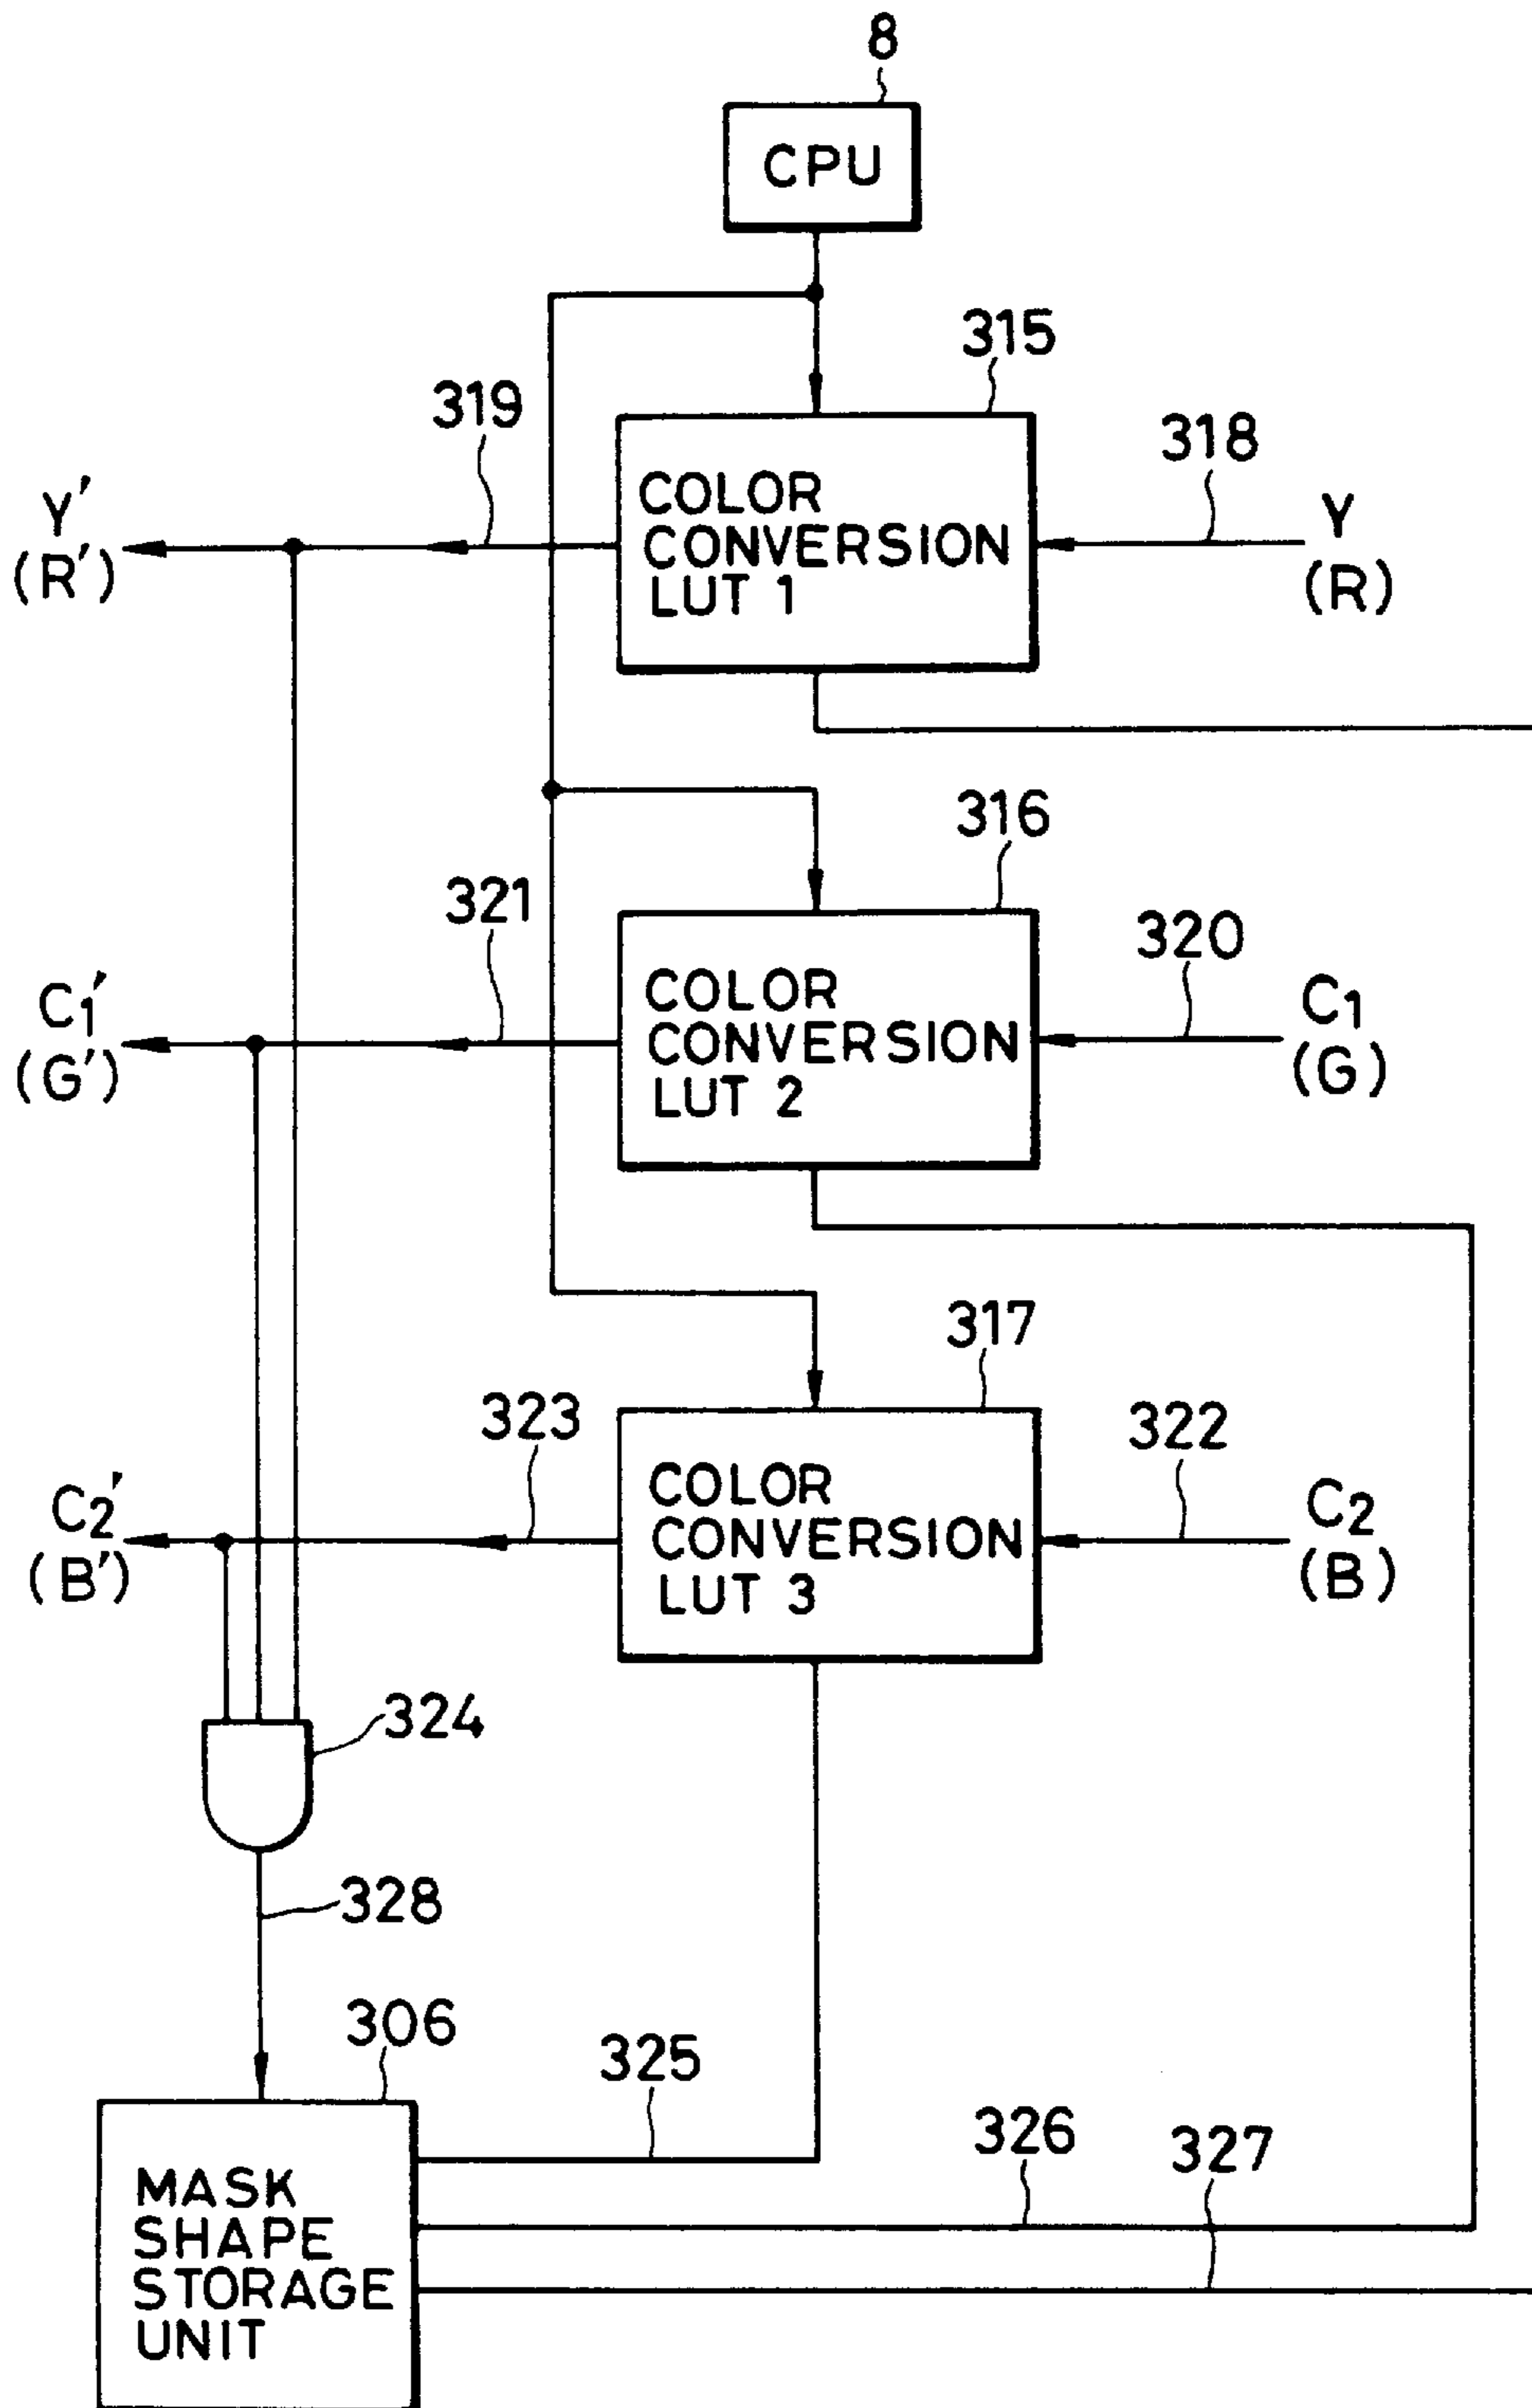 8
CPU
315
319
318
Y'
(R')
COLOR
CONVERSION
LUT 1
Y
(R)
316
321
320
C1'
(G')
COLOR
CONVERSION
LUT 2
C1
(G)
317
323
322
C2'
(B')
COLOR
CONVERSION
LUT 3
C2
(B)
324
328
306
325
326
327
MASK
SHAPE
STORAGE
UNIT